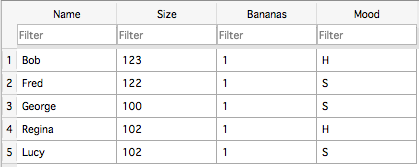 Name Size Bananas Mood
Filter Filter Filter Filter
1 Bob 123 1 H
2 Fred 122 1 S
3 George 100 1 S
4 Regina 102 1 H
5 Lucy 102 1 S